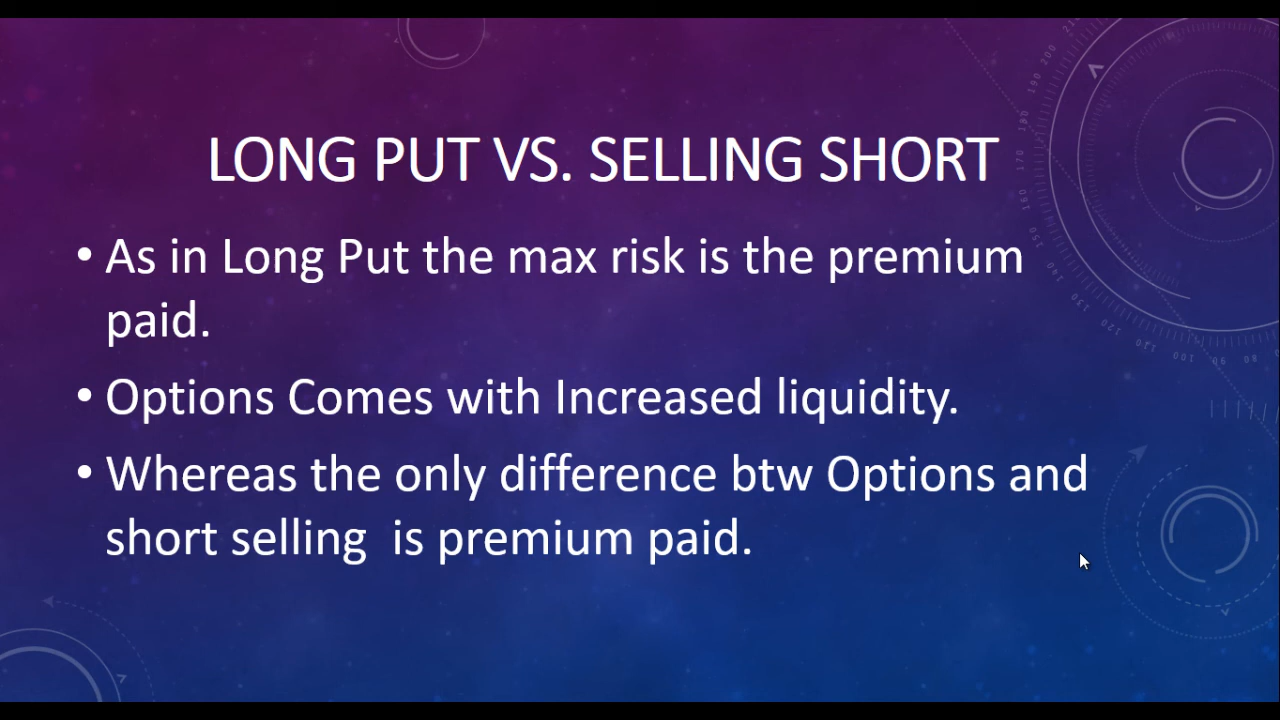 LONG PUT VS. SELLING SHORT
• As in Long Put the max risk is the premium
paid.
• Options Comes with Increased liquidity.
• Whereas the only difference btw Options and
short selling  is premium paid.